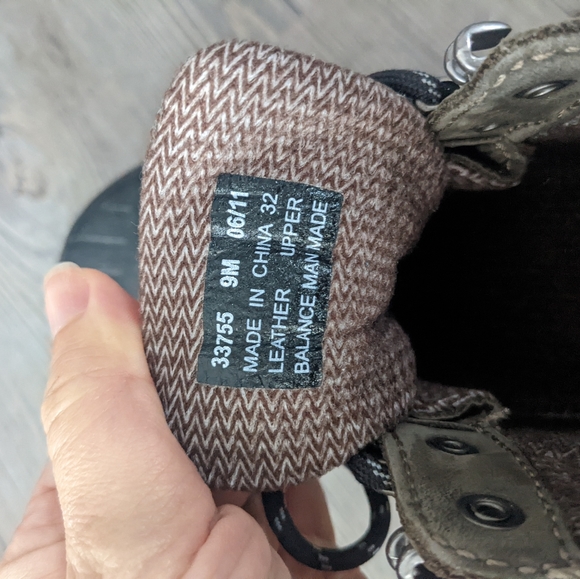 33755 9M 06/11
MADE IN CHINA 32
LEATHER UPPER
BALANCE MAN MADE